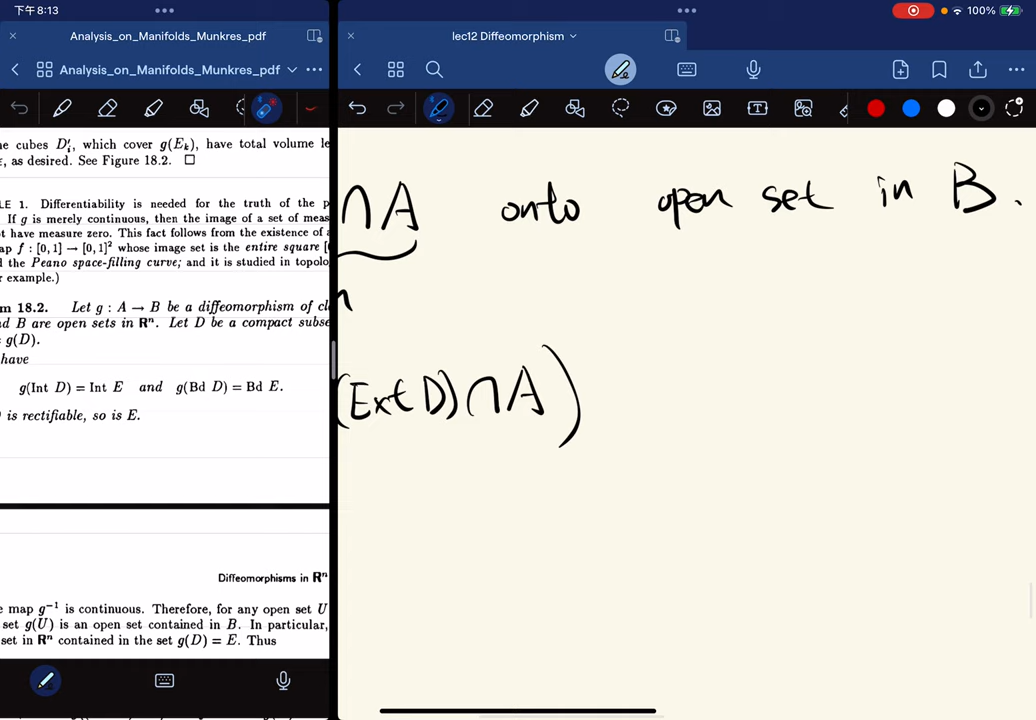 下午8:13
100%
Analysis_on_Manifolds_Munkres_pdf
lec12 Diffeomorphism
Analysis_on_Manifolds_Munkres_pdf
ne cubes D'ᵢ, which cover g(Eₖ), have total volume le
, as desired. See Figure 18.2. □
LE 1. Differentiability is needed for the truth of the p
If g is merely continuous, then the image of a set of meas
t have measure zero. This fact follows from the existence of a
ap f : [0, 1] → [0, 1]² whose image set is the entire square [
d the Peano space-filling curve; and it is studied in topolo
r example.)
m 18.2. Let g : A → B be a diffeomorphism of cl
nd B are open sets in Rⁿ. Let D be a compact subse
g(D).
have
g(Int D) = Int E and g(Bd D) = Bd E.
is rectifiable, so is E.
Diffeomorphisms in Rⁿ
e map g⁻¹ is continuous. Therefore, for any open set U
set g(U) is an open set contained in B. In particular,
set in Rⁿ contained in the set g(D) = E. Thus
∩A onto open set in B.
n
(Ext D)∩A)